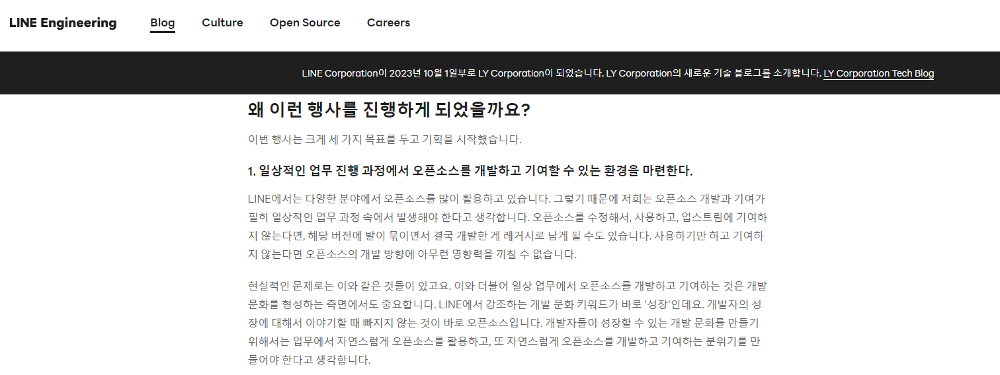 LINE Engineering Blog Culture Open Source Careers
LINE Corporation이 2023년 10월 1일부로 LY Corporation이 되었습니다. LY Corporation의 새로운 기술 블로그를 소개합니다. LY Corporation Tech Blog
왜 이런 행사를 진행하게 되었을까요?
이번 행사는 크게 세 가지 목표를 두고 기획을 시작했습니다.
1. 일상적인 업무 진행 과정에서 오픈소스를 개발하고 기여할 수 있는 환경을 마련한다.
LINE에서는 다양한 분야에서 오픈소스를 많이 활용하고 있습니다. 그렇기 때문에 저희는 오픈소스 개발과 기여가
필히 일상적인 업무 과정 속에서 발생해야 한다고 생각합니다. 오픈소스를 수정해서, 사용하고, 업스트림에 기여하
지 않는다면, 해당 버전에 발이 묶이면서 결국 개발한 게 레거시로 남게 될 수도 있습니다. 사용하기만 하고 기여하
지 않는다면 오픈소스의 개발 방향에 아무런 영향력을 끼칠 수 없습니다.
현실적인 문제로는 이와 같은 것들이 있고요. 이와 더불어 일상 업무에서 오픈소스를 개발하고 기여하는 것은 개발
문화를 형성하는 측면에서도 중요합니다. LINE에서 강조하는 개발 문화 키워드가 바로 '성장'인데요. 개발자의 성
장에 대해서 이야기할 때 빠지지 않는 것이 바로 오픈소스입니다. 개발자들이 성장할 수 있는 개발 문화를 만들기
위해서는 업무에서 자연스럽게 오픈소스를 활용하고, 또 자연스럽게 오픈소스를 개발하고 기여하는 분위기를 만
들어야 한다고 생각합니다.